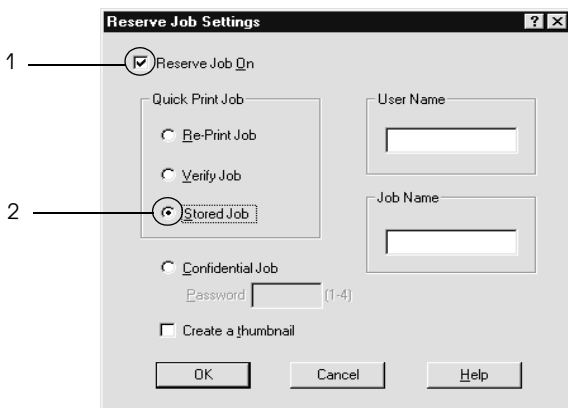 Reserve Job Settings
1
Reserve Job On
Quick Print Job
Re-Print Job
Verify Job
2
Stored Job
User Name
Job Name
Confidential Job
Password (1-4)
Create a thumbnail
OK
Cancel
Help